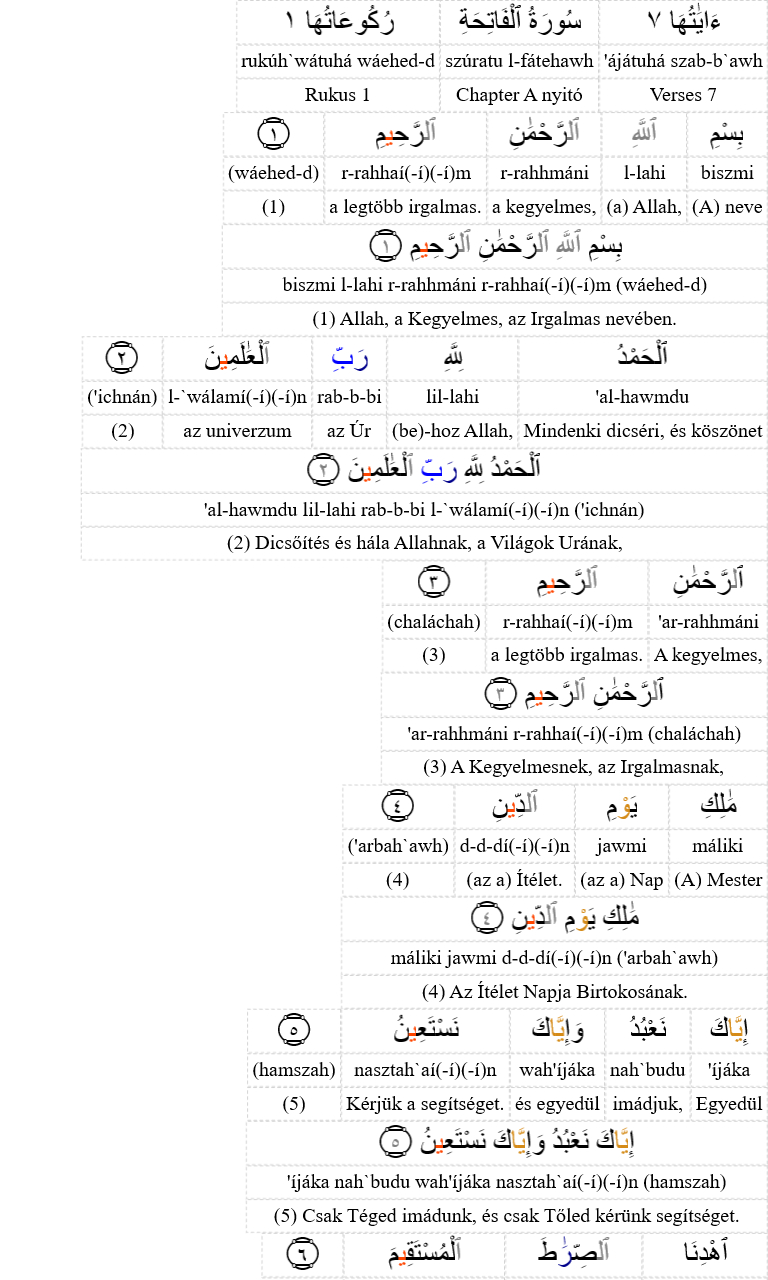 ءَايَٰتُهَا ٧ سُورَةُ ٱلْفَاتِحَةِ رُكُوعَاتُهَا ١
'ájátuhá szab-b`awh szúratu l-fátehawh rukúh`wátuhá wáehed-d
Verses 7 Chapter A nyitó Rukus 1
بِسْمِ ٱللَّهِ ٱلرَّحْمَٰنِ ٱلرَّحِيمِ ١
biszmi l-lahi r-rahhmáni r-rahhaí(-í)(-í)m (wáehed-d)
(A) neve (a) Allah, a kegyelmes, a legtöbb irgalmas. (1)
بِسْمِ ٱللَّهِ ٱلرَّحْمَٰنِ ٱلرَّحِيمِ ١
biszmi l-lahi r-rahhmáni r-rahhaí(-í)(-í)m (wáehed-d)
(1) Allah, a Kegyelmes, az Irgalmas nevében.
ٱلْحَمْدُ لِلَّهِ رَبِّ ٱلْعَٰلَمِينَ ٢
'al-hawmdu lil-lahi rab-b-bi l-`wálamí(-í)(-í)n ('ichnán)
Mindenki dicséri, és köszönet (be)-hoz Allah, az Úr az univerzum (2)
ٱلْحَمْدُ لِلَّهِ رَبِّ ٱلْعَٰلَمِينَ ٢
'al-hawmdu lil-lahi rab-b-bi l-`wálamí(-í)(-í)n ('ichnán)
(2) Dicsőítés és hála Allahnak, a Világok Urának,
ٱلرَّحْمَٰنِ ٱلرَّحِيمِ ٣
'ar-rahhmáni r-rahhaí(-í)(-í)m (chaláchah)
A kegyelmes, a legtöbb irgalmas. (3)
ٱلرَّحْمَٰنِ ٱلرَّحِيمِ ٣
'ar-rahhmáni r-rahhaí(-í)(-í)m (chaláchah)
(3) A Kegyelmesnek, az Irgalmasnak,
مَٰلِكِ يَوْمِ ٱلدِّينِ ٤
máliki jawmi d-d-dí(-í)(-í)n ('arbah`awh)
(A) Mester (az a) Nap (az a) Ítélet. (4)
مَٰلِكِ يَوْمِ ٱلدِّينِ ٤
máliki jawmi d-d-dí(-í)(-í)n ('arbah`awh)
(4) Az Ítélet Napja Birtokosának.
إِيَّاكَ نَعْبُدُ وَإِيَّاكَ نَسْتَعِينُ ٥
'íjáka nah`budu wah'íjáka nasztah`aí(-í)(-í)n (hamszah)
Egyedül imádjuk, és egyedül Kérjük a segítséget. (5)
إِيَّاكَ نَعْبُدُ وَإِيَّاكَ نَسْتَعِينُ ٥
'íjáka nah`budu wah'íjáka nasztah`aí(-í)(-í)n (hamszah)
(5) Csak Téged imádunk, és csak Tőled kérünk segítséget.
ٱهْدِنَا ٱلصِّرَٰطَ ٱلْمُسْتَقِيمَ ٦